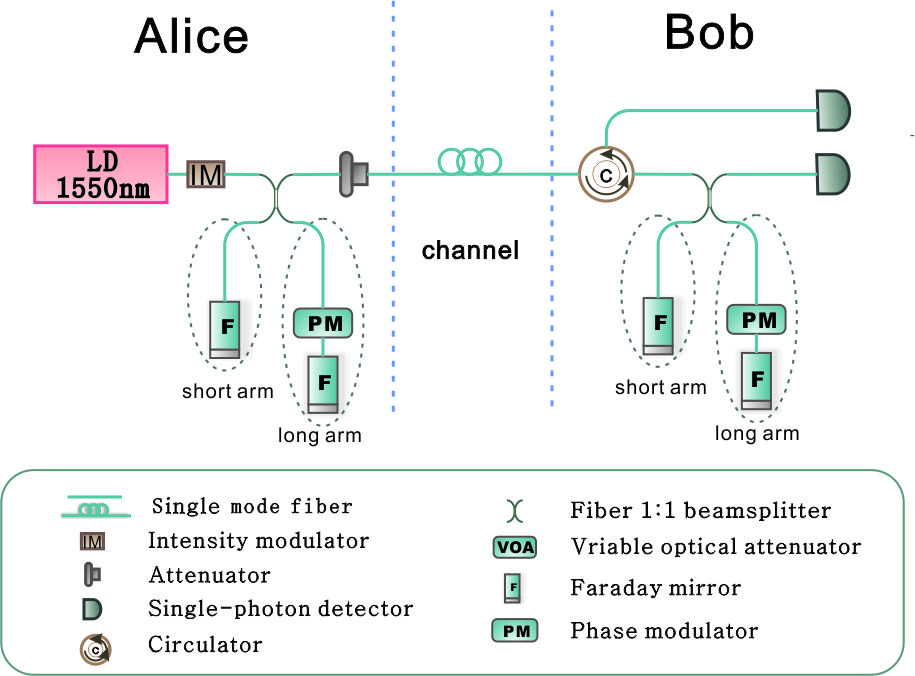 Alice
Bob
LD
1550nm
IM
C
channel
F
PM
F
short arm
long arm
F
PM
F
short arm
long arm
Single mode fiber
IM
Intensity modulator
Attenuator
Single-photon detector
C
Circulator
Fiber 1:1 beamsplitter
VOA
Vriable optical attenuator
F
Faraday mirror
PM
Phase modulator